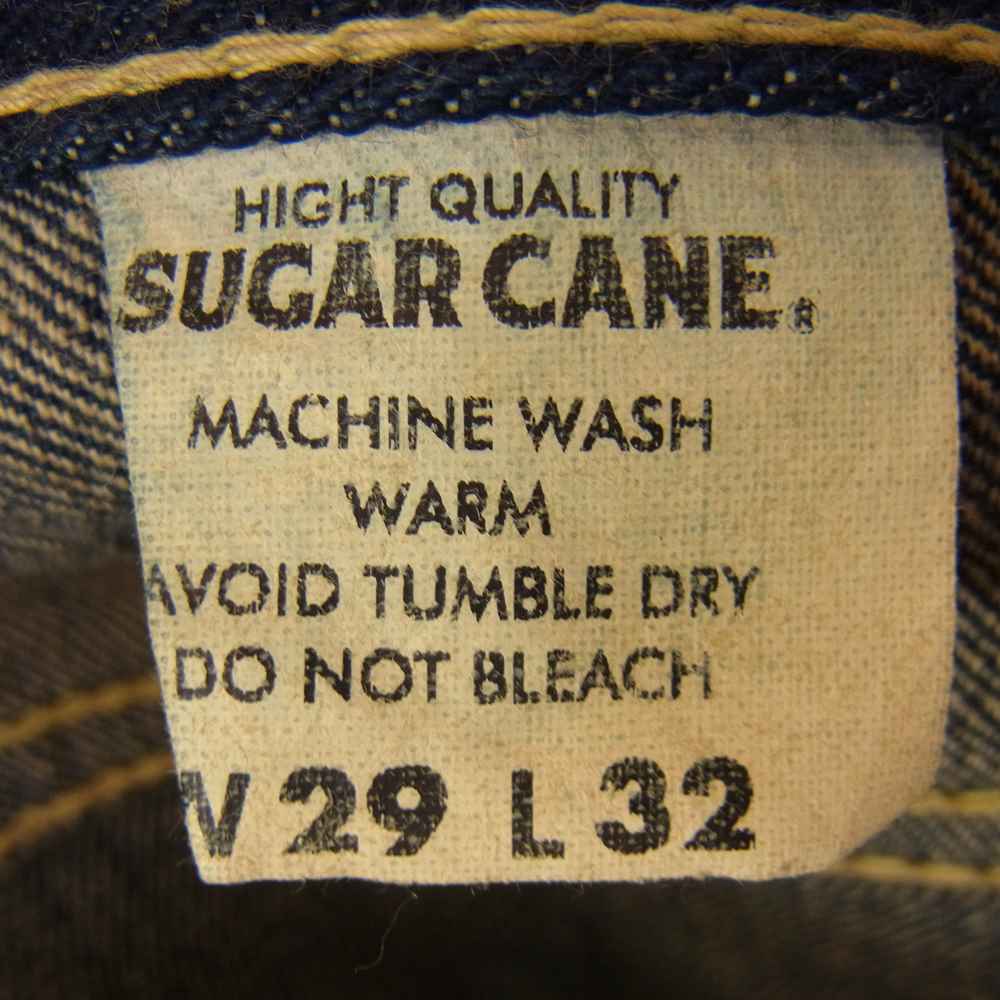 HIGHT QUALITY
SUGAR CANE®
MACHINE WASH
WARM
AVOID TUMBLE DRY
DO NOT BLEACH
W 29 L 32